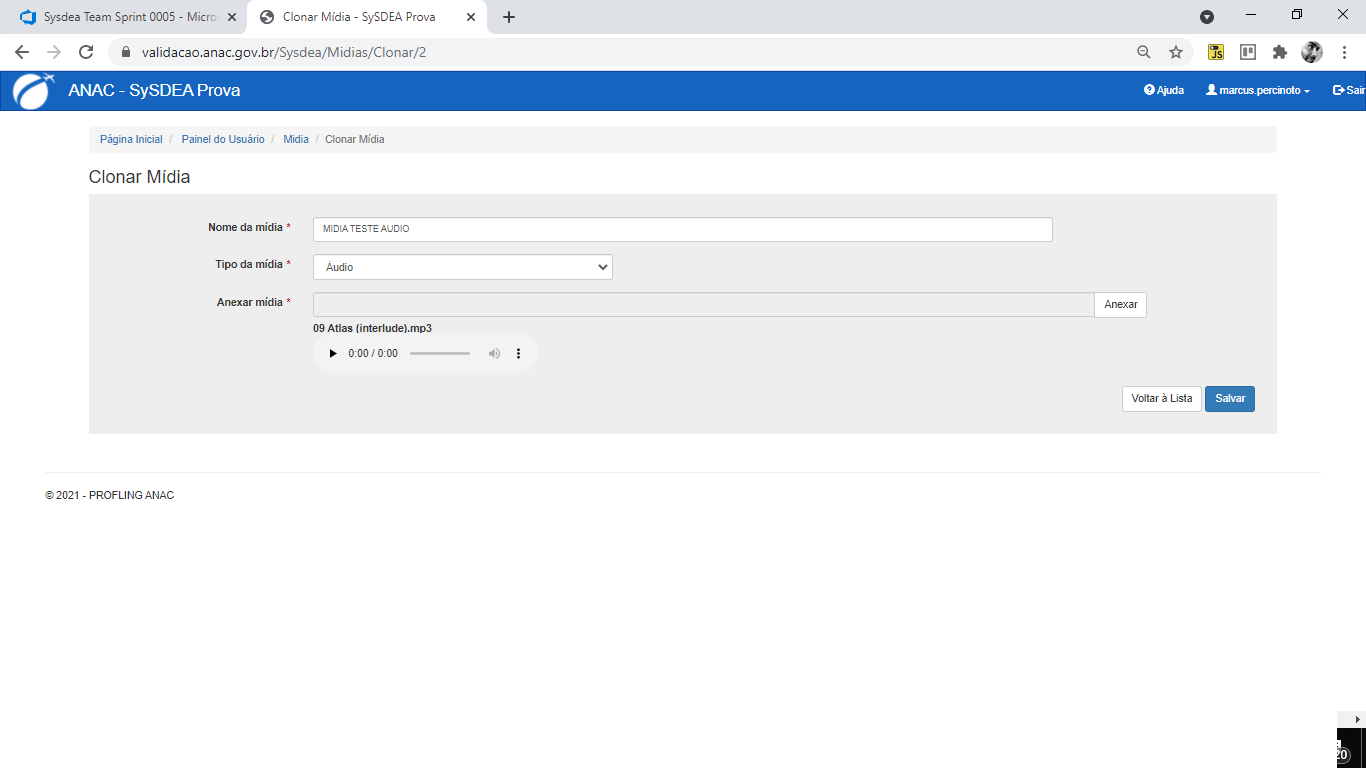 Sysdea Team Sprint 0005 - Micro
Clonar Mídia - SySDEA Prova
validacao.anac.gov.br/Sysdea/Midias/Clonar/2
JS
ANAC - SySDEA Prova
Ajuda
marcus.percinoto
Sair
Página Inicial / Painel do Usuário / Midia / Clonar Mídia
Clonar Mídia
Nome da mídia *
MIDIA TESTE AUDIO
Tipo da mídia *
Áudio
Anexar mídia *
Anexar
09 Atlas (interlude).mp3
0:00 / 0:00
Voltar à Lista
Salvar
© 2021 - PROFLING ANAC
20